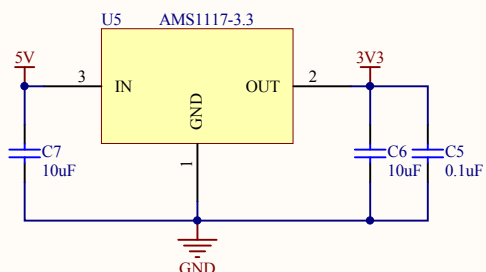 U5 AMS1117-3.3
5V 3V3
3 IN OUT 2
GND
1
C7 C6 C5
10uF 10uF 0.1uF
GND